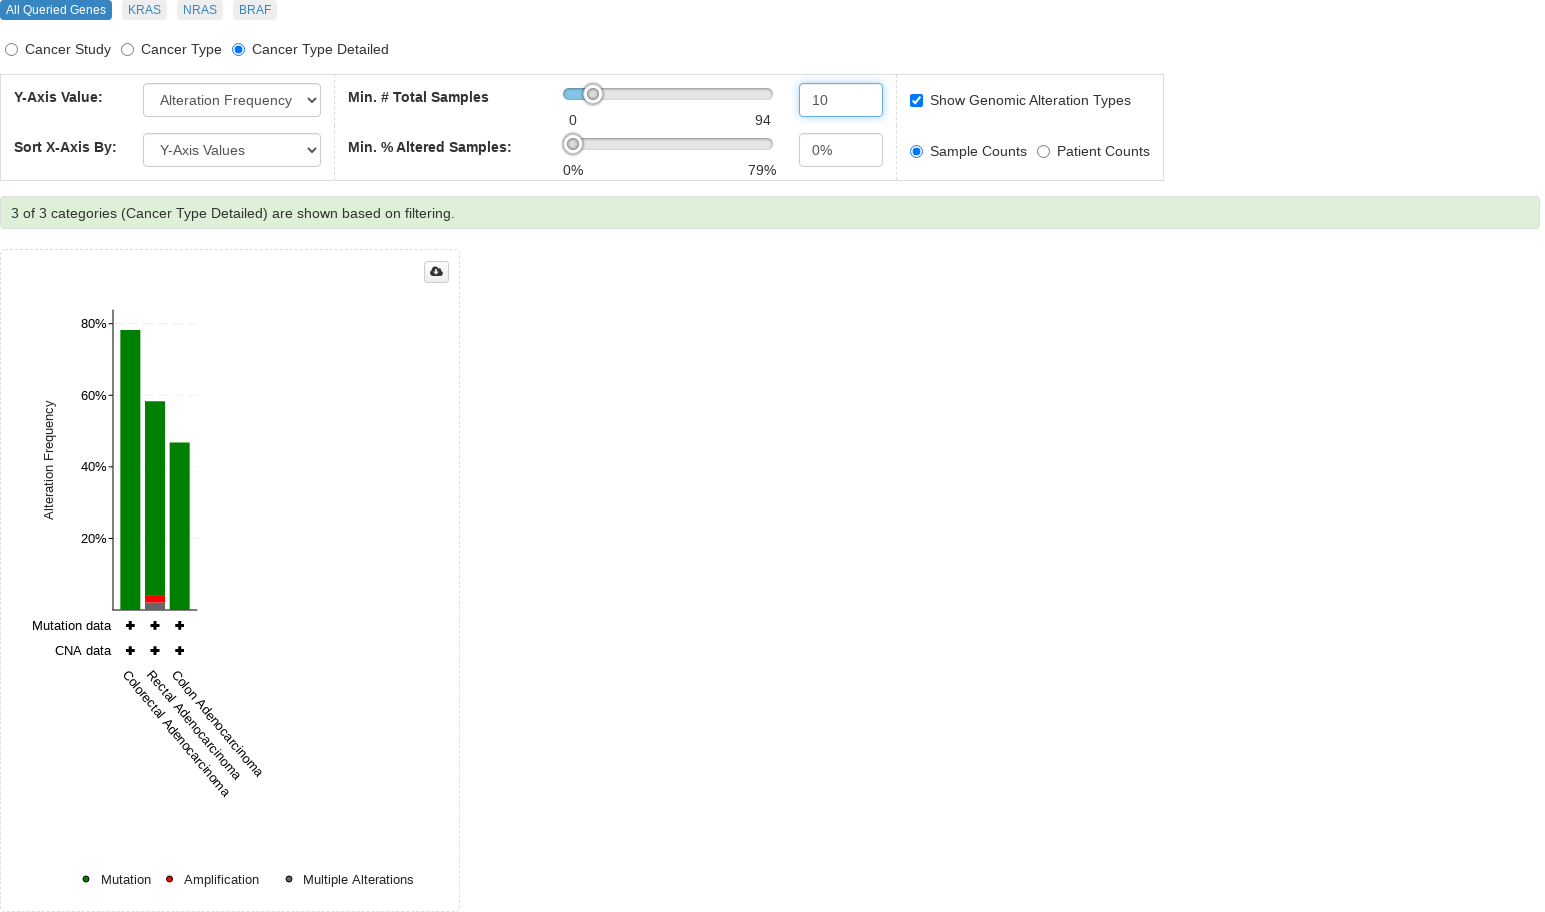 All Queried Genes KRAS NRAS BRAF
Cancer Study Cancer Type Cancer Type Detailed
Y-Axis Value: Alteration Frequency Min. # Total Samples 10 Show Genomic Alteration Types
0 94
Sort X-Axis By: Y-Axis Values Min. % Altered Samples: 0% Sample Counts Patient Counts
0% 79%
3 of 3 categories (Cancer Type Detailed) are shown based on filtering.
80%
60%
40%
20%
Alteration Frequency
Mutation data
CNA data
Colorectal Adenocarcinoma
Rectal Adenocarcinoma
Colon Adenocarcinoma
Mutation Amplification Multiple Alterations